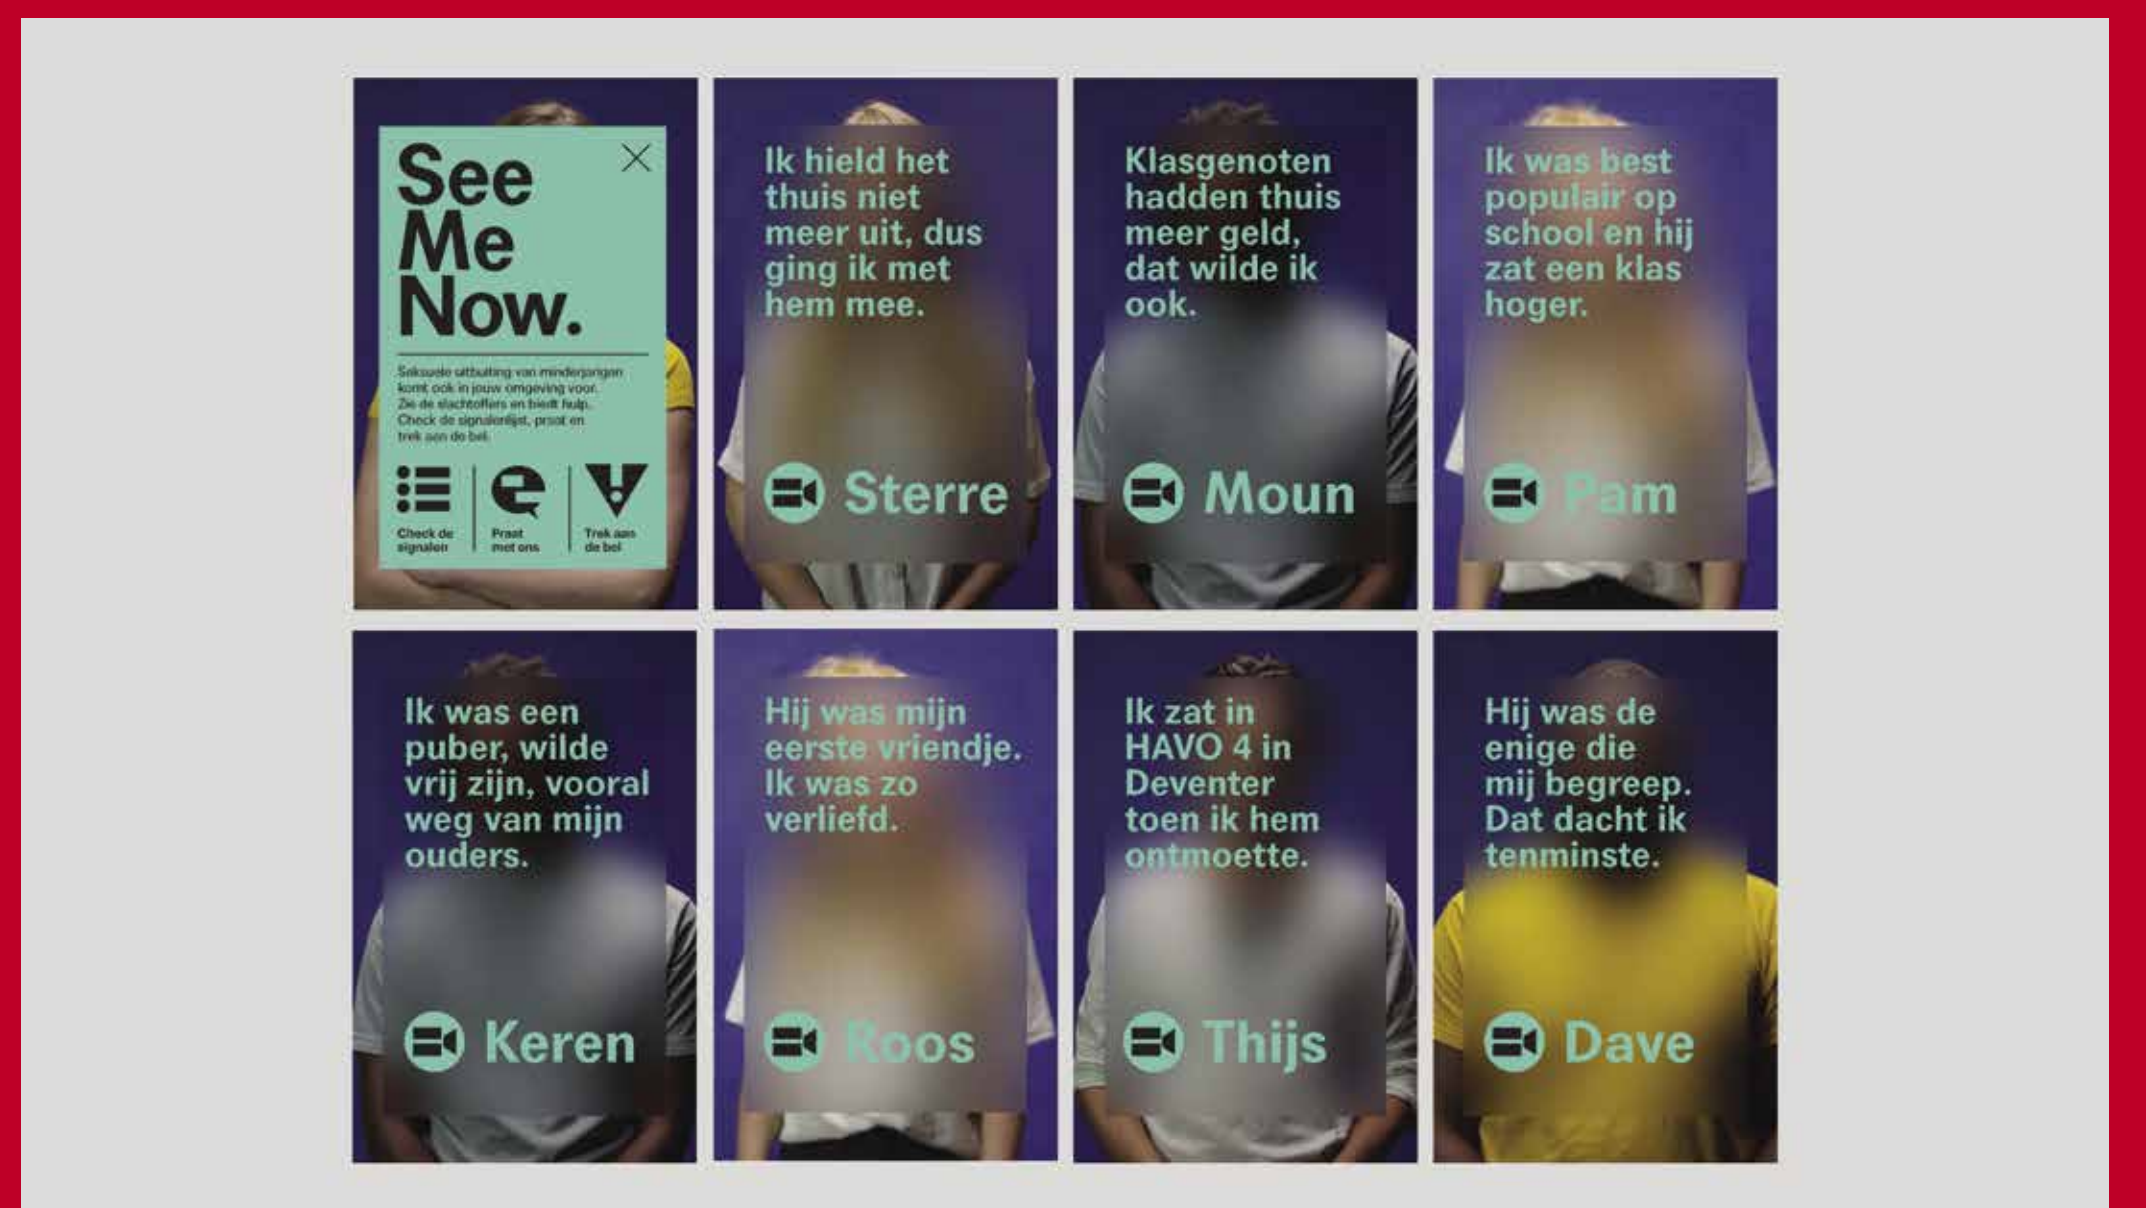 See
Me
Now.
Seksuele uitbuiting van minderjarigen
komt ook in jouw omgeving voor.
Zie de slachtoffers en biedt hulp.
Check de signalenlijst, praat en
trek aan de bel.
Check de
signalen
Praat
met ons
Trek aan
de bel
Ik hield het
thuis niet
meer uit, dus
ging ik met
hem mee.
Sterre
Klasgenoten
hadden thuis
meer geld,
dat wilde ik
ook.
Moun
Ik was best
populair op
school en hij
zat een klas
hoger.
Pam
Ik was een
puber, wilde
vrij zijn, vooral
weg van mijn
ouders.
Keren
Hij was mijn
eerste vriendje.
Ik was zo
verliefd.
Roos
Ik zat in
HAVO 4 in
Deventer
toen ik hem
ontmoette.
Thijs
Hij was de
enige die
mij begreep.
Dat dacht ik
tenminste.
Dave